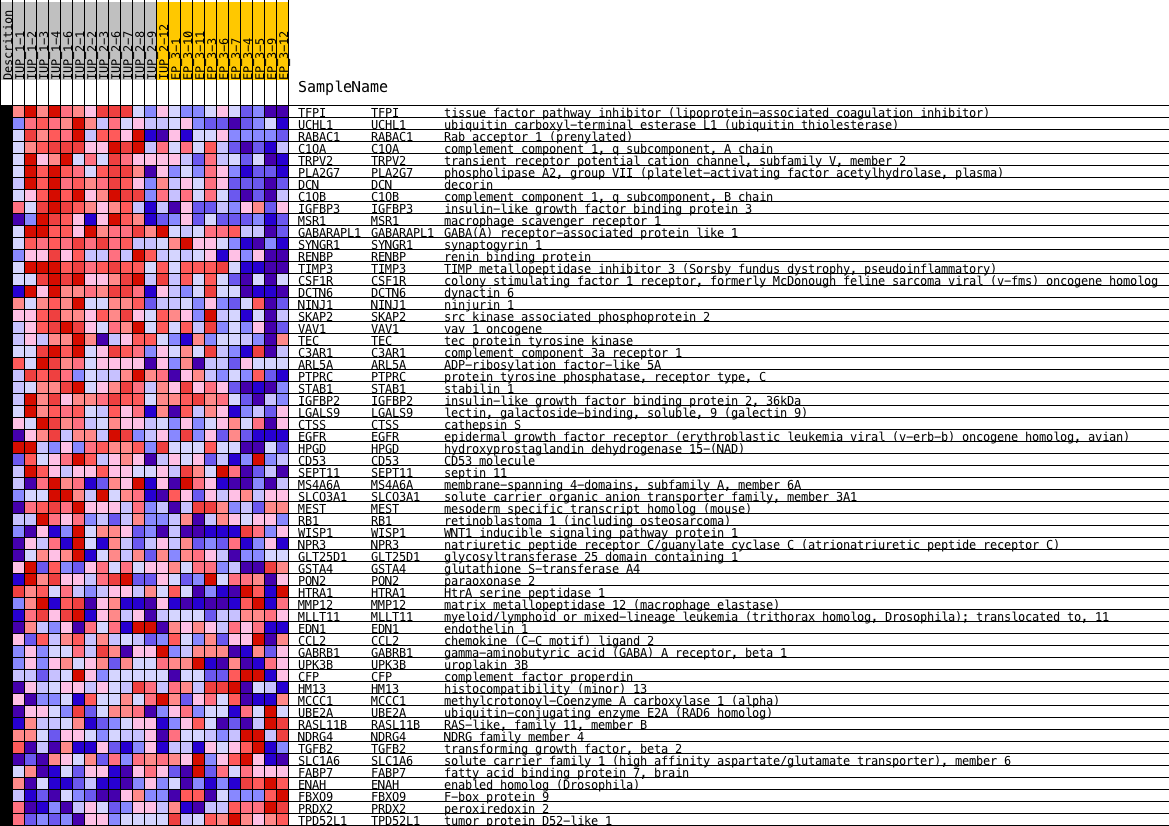 Descrition
IUP_1-1
IUP_1-2
IUP_1-3
IUP_1-4
IUP_1-6
IUP_2-1
IUP_2-2
IUP_2-3
IUP_2-6
IUP_2-7
IUP_2-8
IUP_2-9
IUP_2-12
EP_3-1
EP_3-10
EP_3-11
EP_3-3
EP_3-6
EP_3-7
EP_3-4
EP_3-5
EP_3-9
EP_3-12
SampleName
TFPI TFPI tissue factor pathway inhibitor (lipoprotein-associated coagulation inhibitor)
UCHL1 UCHL1 ubiquitin carboxyl-terminal esterase L1 (ubiquitin thiolesterase)
RABAC1 RABAC1 Rab acceptor 1 (prenylated)
C1QA C1QA complement component 1, q subcomponent, A chain
TRPV2 TRPV2 transient receptor potential cation channel, subfamily V, member 2
PLA2G7 PLA2G7 phospholipase A2, group VII (platelet-activating factor acetylhydrolase, plasma)
DCN DCN decorin
C1QB C1QB complement component 1, q subcomponent, B chain
IGFBP3 IGFBP3 insulin-like growth factor binding protein 3
MSR1 MSR1 macrophage scavenger receptor 1
GABARAPL1 GABARAPL1 GABA(A) receptor-associated protein like 1
SYNGR1 SYNGR1 synaptogyrin 1
RENBP RENBP renin binding protein
TIMP3 TIMP3 TIMP metallopeptidase inhibitor 3 (Sorsby fundus dystrophy, pseudoinflammatory)
CSF1R CSF1R colony stimulating factor 1 receptor, formerly McDonough feline sarcoma viral (v-fms) oncogene homolog
DCTN6 DCTN6 dynactin 6
NINJ1 NINJ1 ninjurin 1
SKAP2 SKAP2 src kinase associated phosphoprotein 2
VAV1 VAV1 vav 1 oncogene
TEC TEC tec protein tyrosine kinase
C3AR1 C3AR1 complement component 3a receptor 1
ARL5A ARL5A ADP-ribosylation factor-like 5A
PTPRC PTPRC protein tyrosine phosphatase, receptor type, C
STAB1 STAB1 stabilin 1
IGFBP2 IGFBP2 insulin-like growth factor binding protein 2, 36kDa
LGALS9 LGALS9 lectin, galactoside-binding, soluble, 9 (galectin 9)
CTSS CTSS cathepsin S
EGFR EGFR epidermal growth factor receptor (erythroblastic leukemia viral (v-erb-b) oncogene homolog, avian)
HPGD HPGD hydroxyprostaglandin dehydrogenase 15-(NAD)
CD53 CD53 CD53 molecule
SEPT11 SEPT11 septin 11
MS4A6A MS4A6A membrane-spanning 4-domains, subfamily A, member 6A
SLCO3A1 SLCO3A1 solute carrier organic anion transporter family, member 3A1
MEST MEST mesoderm specific transcript homolog (mouse)
RB1 RB1 retinoblastoma 1 (including osteosarcoma)
WISP1 WISP1 WNT1 inducible signaling pathway protein 1
NPR3 NPR3 natriuretic peptide receptor C/guanylate cyclase C (atrionatriuretic peptide receptor C)
GLT25D1 GLT25D1 glycosyltransferase 25 domain containing 1
GSTA4 GSTA4 glutathione S-transferase A4
PON2 PON2 paraoxonase 2
HTRA1 HTRA1 HtrA serine peptidase 1
MMP12 MMP12 matrix metallopeptidase 12 (macrophage elastase)
MLLT11 MLLT11 myeloid/lymphoid or mixed-lineage leukemia (trithorax homolog, Drosophila); translocated to, 11
EDN1 EDN1 endothelin 1
CCL2 CCL2 chemokine (C-C motif) ligand 2
GABRB1 GABRB1 gamma-aminobutyric acid (GABA) A receptor, beta 1
UPK3B UPK3B uroplakin 3B
CFP CFP complement factor properdin
HM13 HM13 histocompatibility (minor) 13
MCCC1 MCCC1 methylcrotonoyl-Coenzyme A carboxylase 1 (alpha)
UBE2A UBE2A ubiquitin-conjugating enzyme E2A (RAD6 homolog)
RASL11B RASL11B RAS-like, family 11, member B
NDRG4 NDRG4 NDRG family member 4
TGFB2 TGFB2 transforming growth factor, beta 2
SLC1A6 SLC1A6 solute carrier family 1 (high affinity aspartate/glutamate transporter), member 6
FABP7 FABP7 fatty acid binding protein 7, brain
ENAH ENAH enabled homolog (Drosophila)
FBXO9 FBXO9 F-box protein 9
PRDX2 PRDX2 peroxiredoxin 2
TPD52L1 TPD52L1 tumor protein D52-like 1